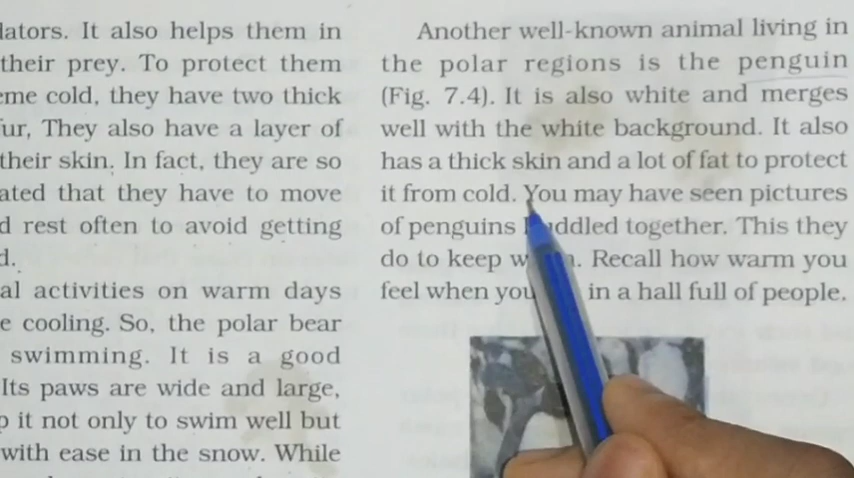 lators. It also helps them in
their prey. To protect them
eme cold, they have two thick
fur, They also have a layer of
their skin. In fact, they are so
ated that they have to move
d rest often to avoid getting
d.
al activities on warm days
e cooling. So, the polar bear
swimming. It is a good
Its paws are wide and large,
p it not only to swim well but
with ease in the snow. While
Another well-known animal living in
the polar regions is the penguin
(Fig. 7.4). It is also white and merges
well with the white background. It also
has a thick skin and a lot of fat to protect
it from cold. You may have seen pictures
of penguins huddled together. This they
do to keep w. Recall how warm you
feel when you in a hall full of people.